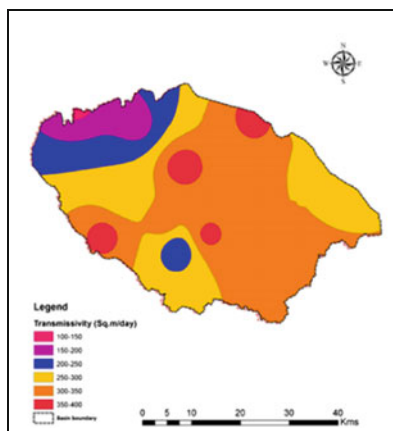 N
W E
S
Legend
Transmissivity (Sq.m/day)
100-150
150-200
200-250
250-300
300-350
350-400
Basin boundary
0 5 10 20 30 40
Kms